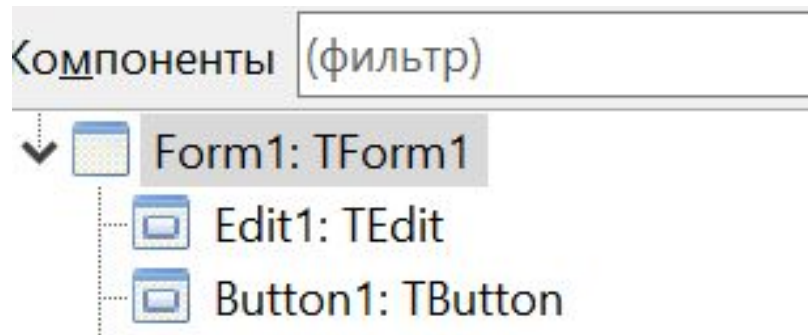 Компоненты (фильтр)
Form1: TForm1
Edit1: TEdit
Button1: TButton